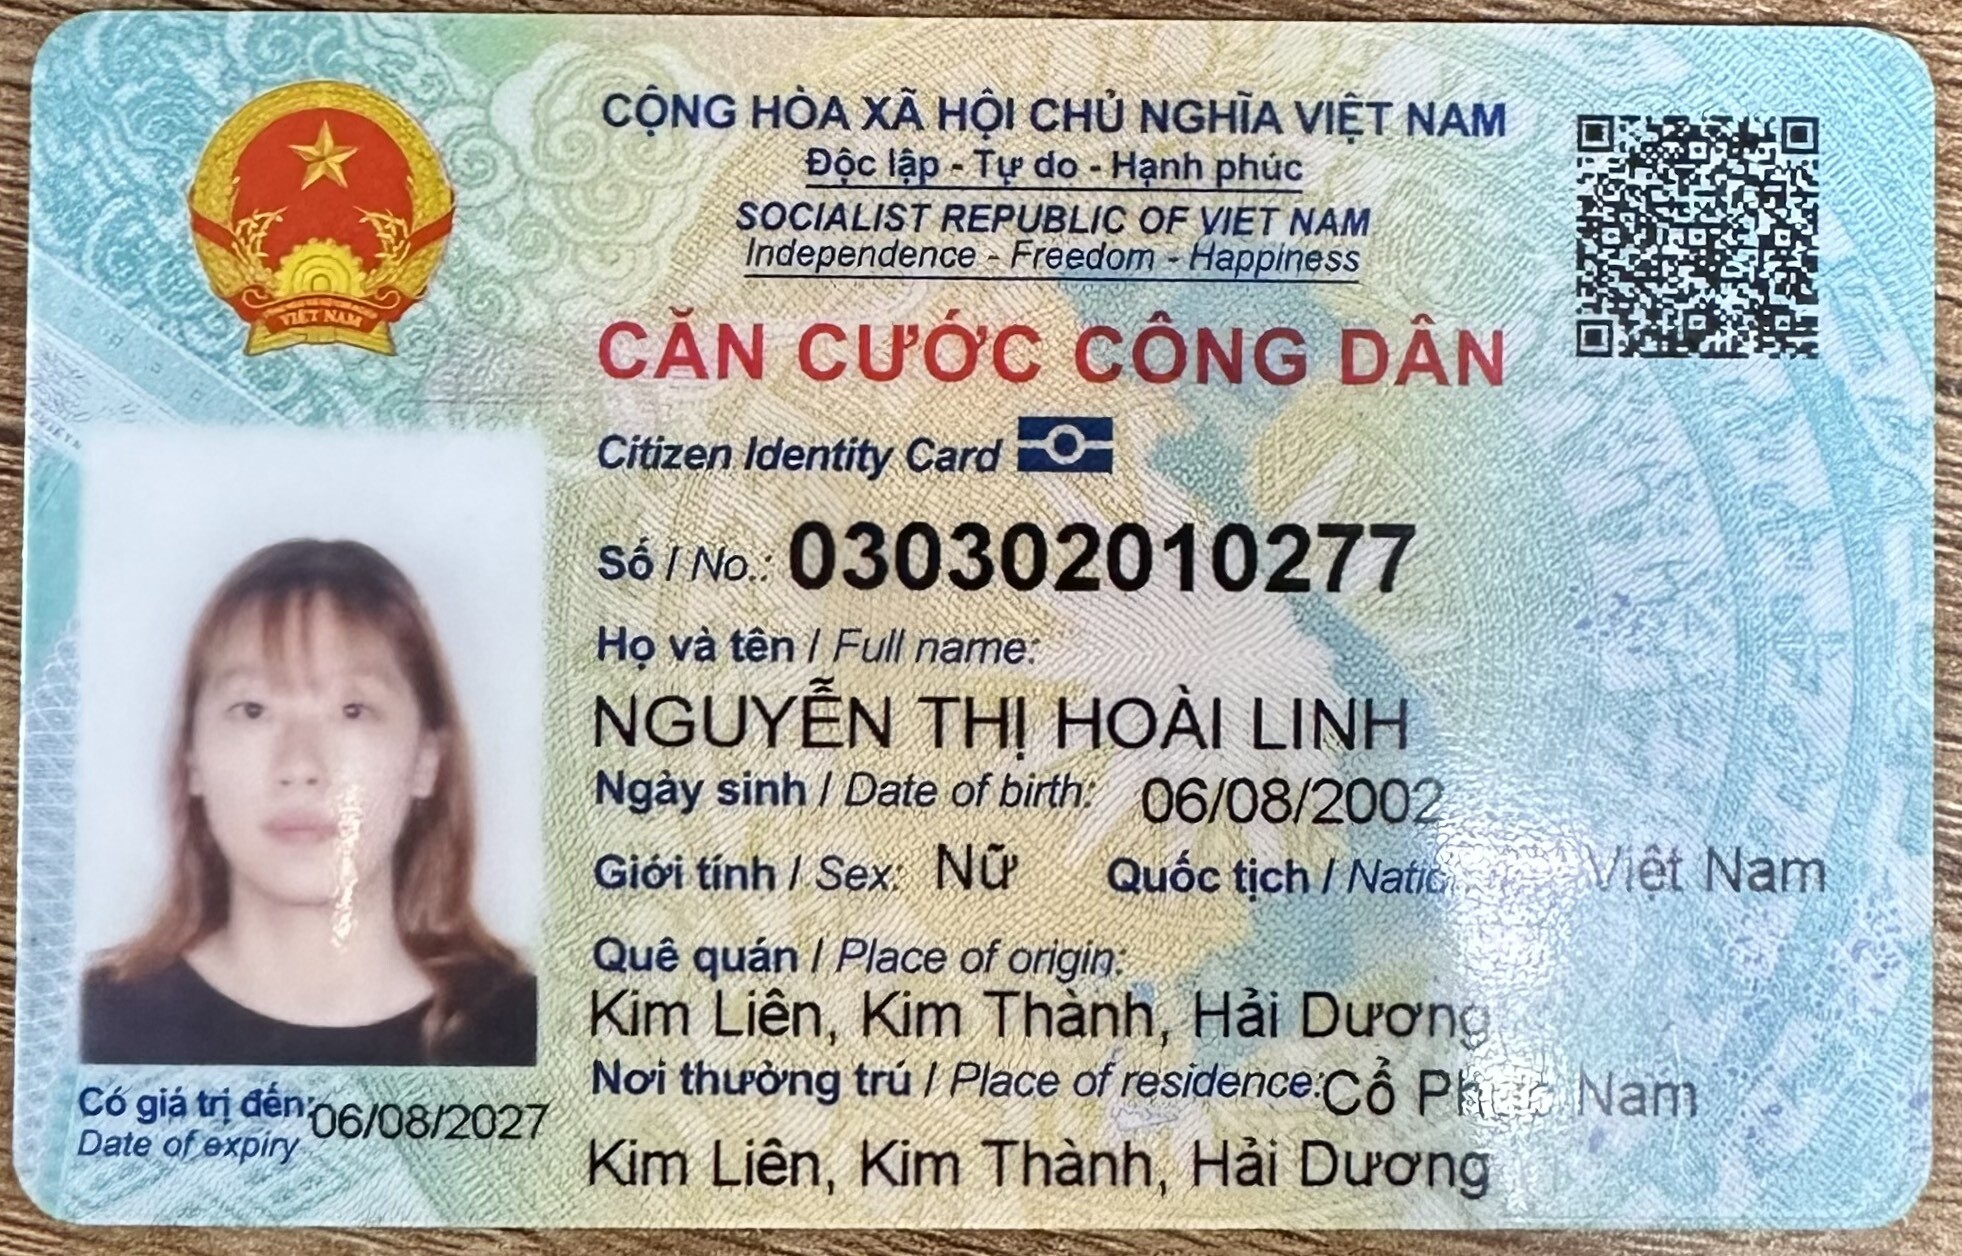 CỘNG HÒA XÃ HỘI CHỦ NGHĨA VIỆT NAM
Độc lập - Tự do - Hạnh phúc
SOCIALIST REPUBLIC OF VIET NAM
Independence - Freedom - Happiness
VIỆT NAM
CĂN CƯỚC CÔNG DÂN
Citizen Identity Card
Số / No.: 030302010277
Họ và tên / Full name:
NGUYỄN THỊ HOÀI LINH
Ngày sinh / Date of birth: 06/08/2002
Giới tính / Sex: Nữ Quốc tịch / Việt Nam
Quê quán / Place of origin:
Kim Liên, Kim Thành, Hải Dương
Nơi thường trú / Place of residence: Cổ Nam
Kim Liên, Kim Thành, Hải Dương
Có giá trị đến: 06/08/2027
Date of expiry